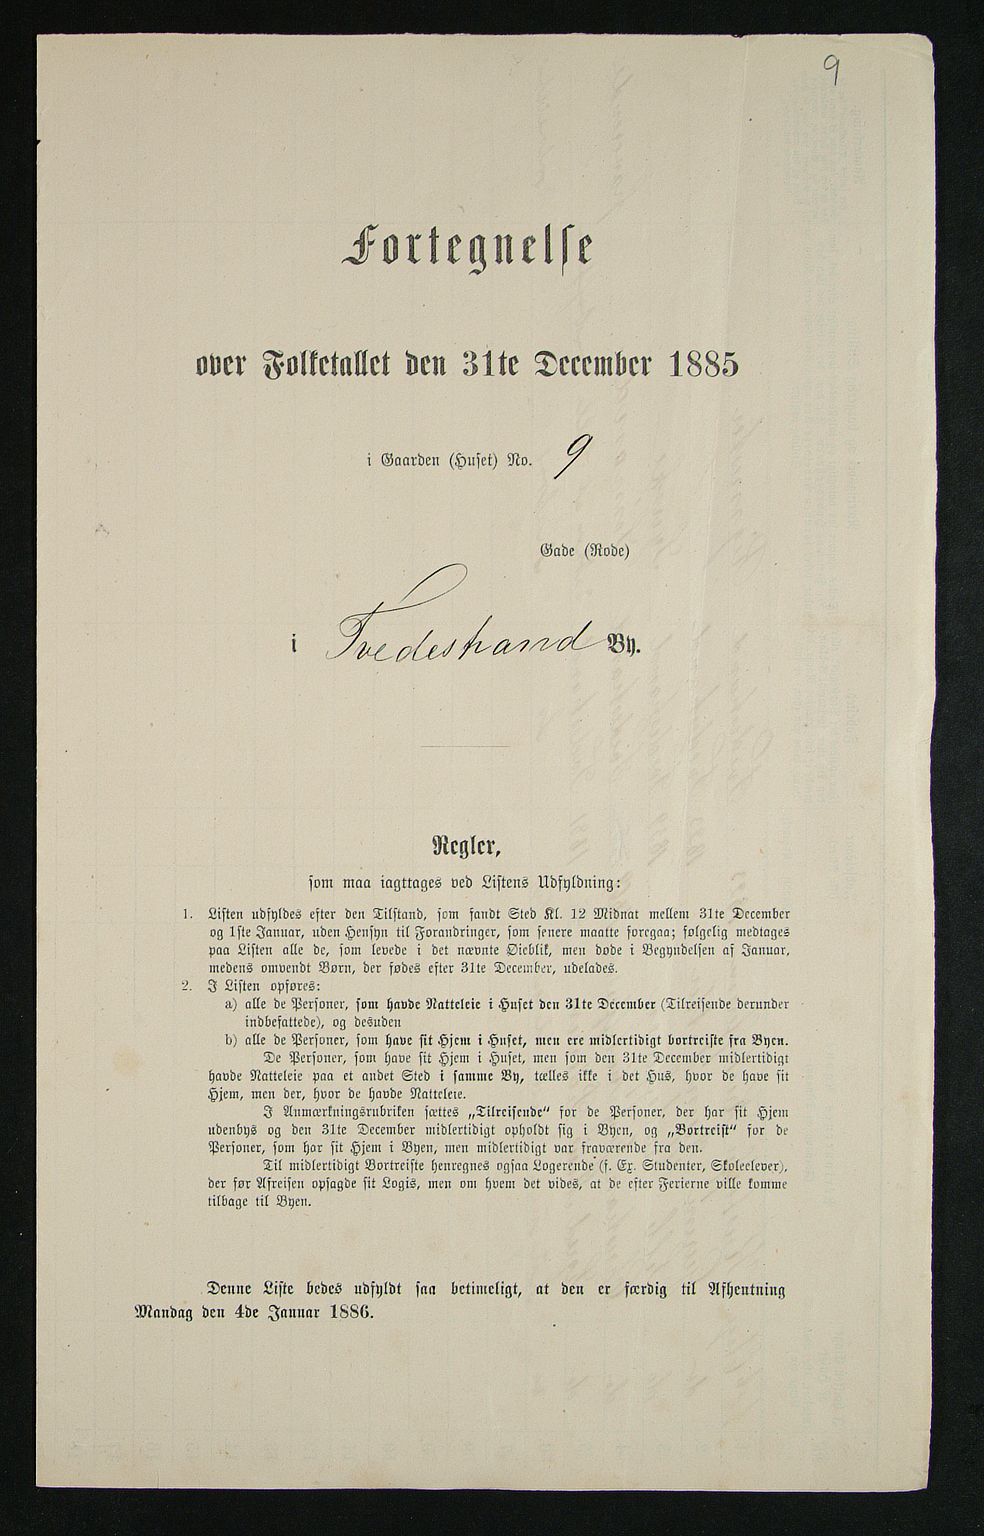 9
Fortegnelse
over Folketallet den 31te December 1885
i Gaarden (Huset) No. 9
Gade (Rode)
i Tvedestrand By.
Regler,
som maa iagttages ved Listens Udfyldning:
1. Listen udfyldes efter den Tilstand, som fandt Sted Kl. 12 Midnat mellem 31te December
og 1ste Januar, uden Hensyn til Forandringer, som senere maatte foregaa; følgelig medtages
paa Listen alle de, som levede i det nævnte Øieblik, men døde i Begyndelsen af Januar,
medens omvendt Børn, der fødes efter 31te December, udelades.
2. I Listen opføres:
a) alle de Personer, som havde Natteleie i Huset den 31te December (Tilreisende derunder
indbefattede), og desuden
b) alle de Personer, som have sit Hjem i Huset, men ere midlertidigt bortreiste fra Byen.
De Personer, som have sit Hjem i Huset, men som den 31te December midlertidigt
havde Natteleie paa et andet Sted i samme By, tælles ikke i det Hus, hvor de have sit
Hjem, men der, hvor de havde Natteleie.
I Anmærkningsrubriken sættes „Tilreisende“ for de Personer, der har sit Hjem
udenbys og den 31te December midlertidigt opholdt sig i Byen, og „Bortreist“ for de
Personer, som har sit Hjem i Byen, men midlertidigt var fraværende fra den.
Til midlertidigt Bortreiste henregnes ogsaa Logerende (f. Ex. Studenter, Skoleelever),
der før Afreisen opsagde sit Logis, men om hvem det vides, at de efter Ferierne ville komme
tilbage til Byen.
Denne Liste bedes udfyldt saa betimeligt, at den er færdig til Afhentning
Mandag den 4de Januar 1886.